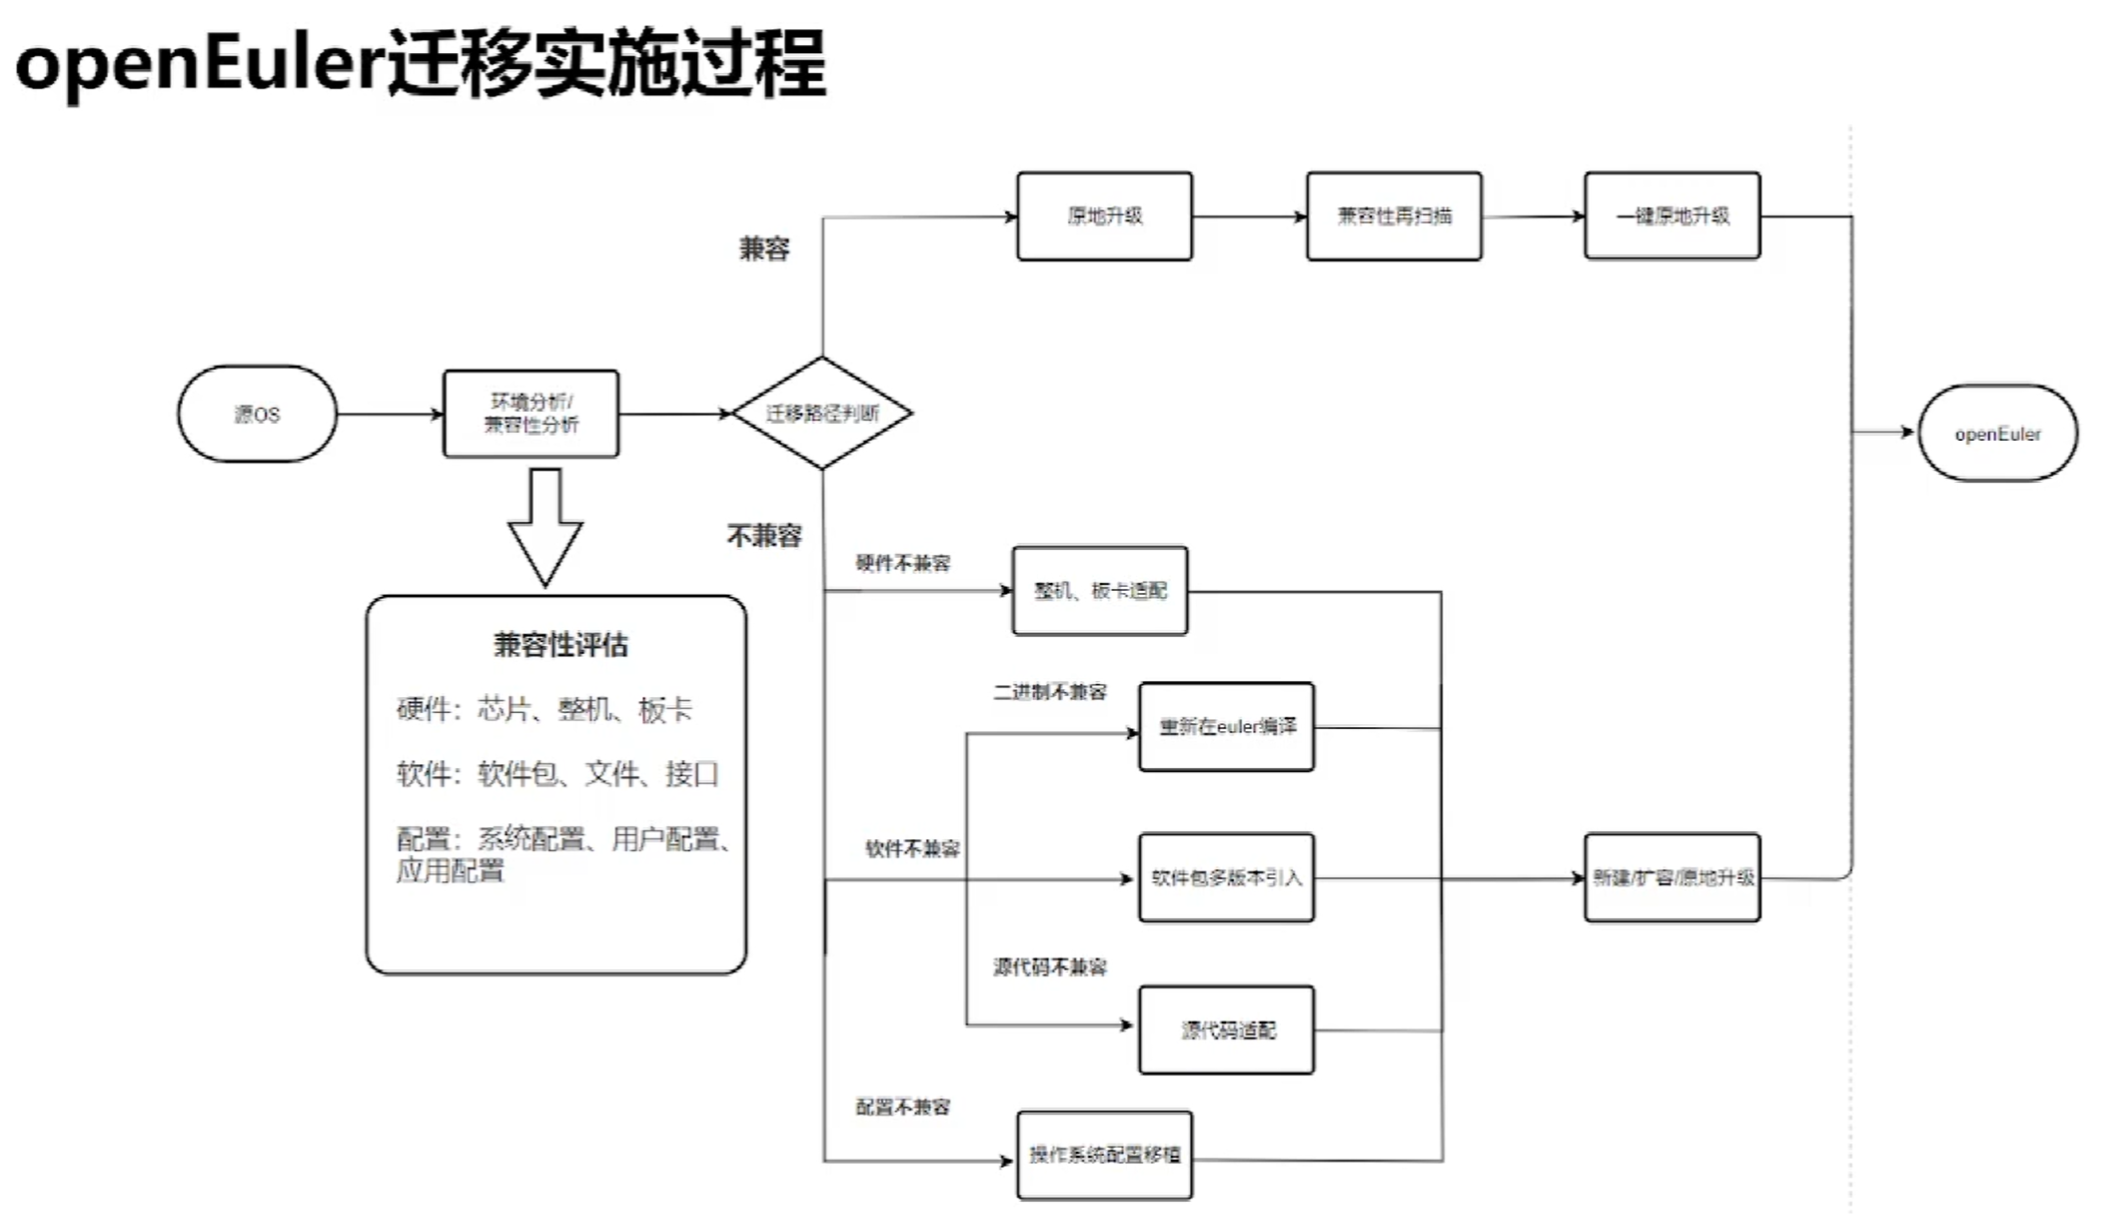 openEuler迁移实施过程
原地升级
兼容性再扫描
一键原地升级
兼容
源OS
环境分析/
兼容性分析
迁移路径判断
openEuler
不兼容
硬件不兼容
整机、板卡适配
兼容性评估
硬件：芯片、整机、板卡
软件：软件包、文件、接口
配置：系统配置、用户配置、
应用配置
二进制不兼容
重新在euler编译
软件不兼容
软件包多版本引入
新建/扩容/原地升级
源代码不兼容
源代码适配
配置不兼容
操作系统配置移植